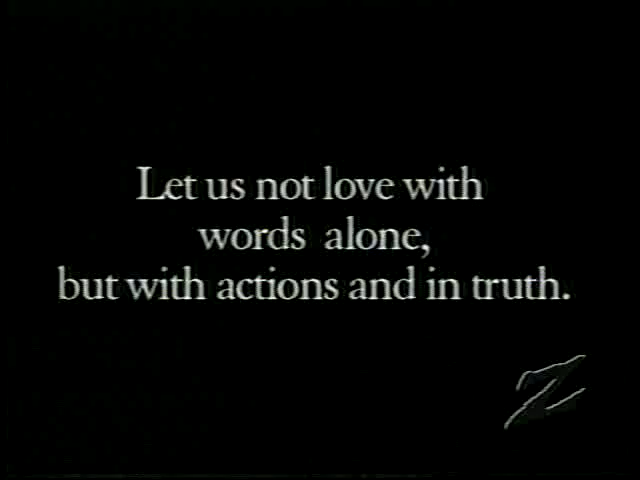 Let us not love with
words alone,
but with actions and in truth.
Z